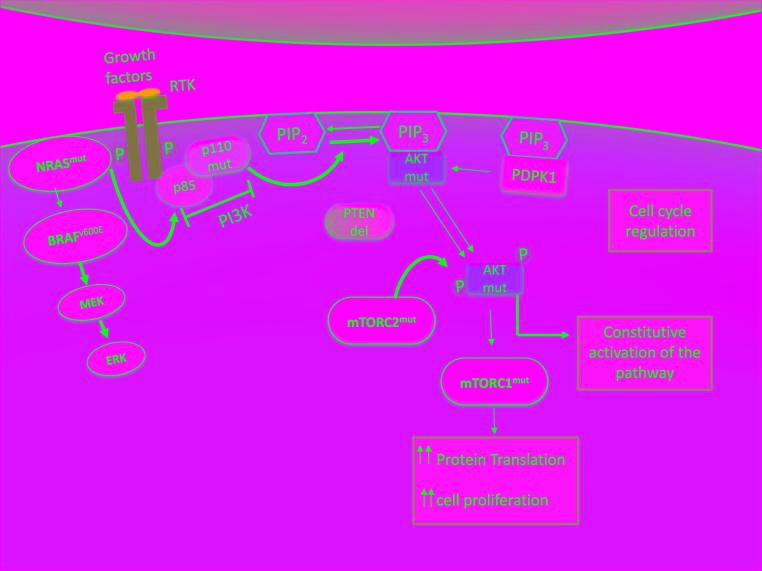 Growth
factors
RTK
NRASmut
P
P
p110
mut
p85
PI3K
PIP2
PIP3
AKT
mut
PIP3
PDPK1
BRAFV600E
PTEN
del
Cell cycle
regulation
MEK
P
P
AKT
mut
ERK
mTORC2mut
Constitutive
activation of the
pathway
mTORC1mut
↑↑ Protein Translation
↑↑ cell proliferation